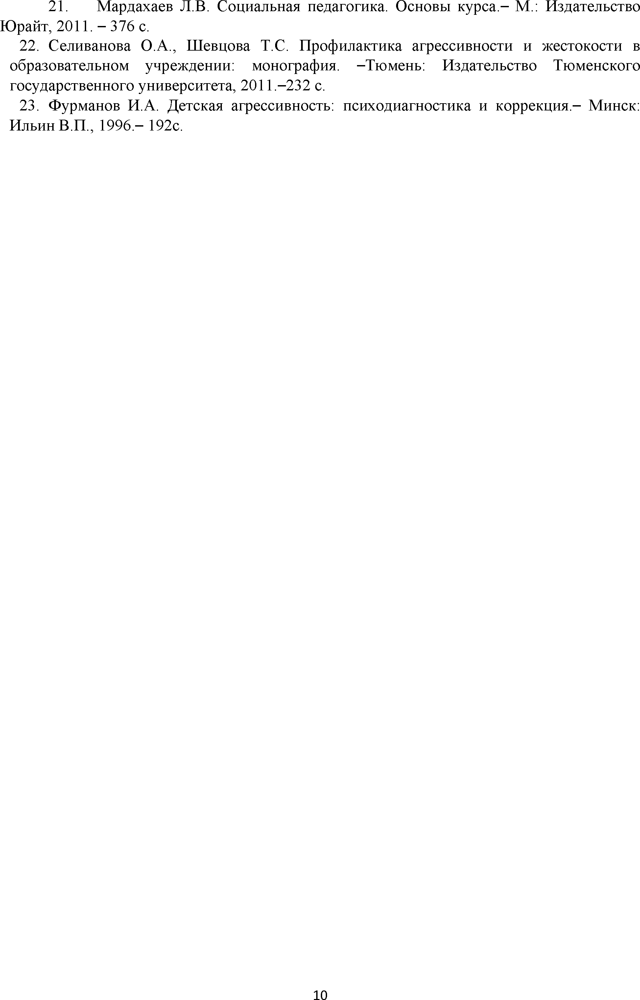 21. Мардахаев Л.В. Социальная педагогика. Основы курса.– М.: Издательство
Юрайт, 2011. – 376 с.
22. Селиванова О.А., Шевцова Т.С. Профилактика агрессивности и жестокости в
образовательном учреждении: монография. –Тюмень: Издательство Тюменского
государственного университета, 2011.–232 с.
23. Фурманов И.А. Детская агрессивность: психодиагностика и коррекция.– Минск:
Ильин В.П., 1996.– 192с.
10